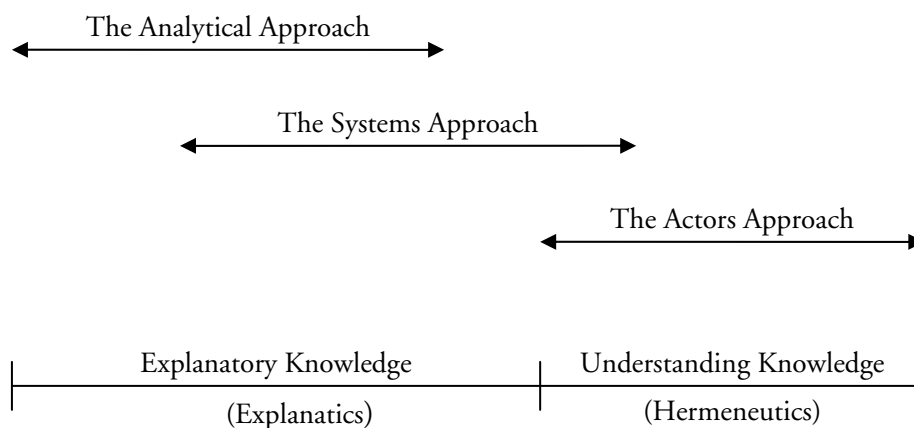 The Analytical Approach
The Systems Approach
The Actors Approach
Explanatory Knowledge
Understanding Knowledge
(Explanatics)
(Hermeneutics)